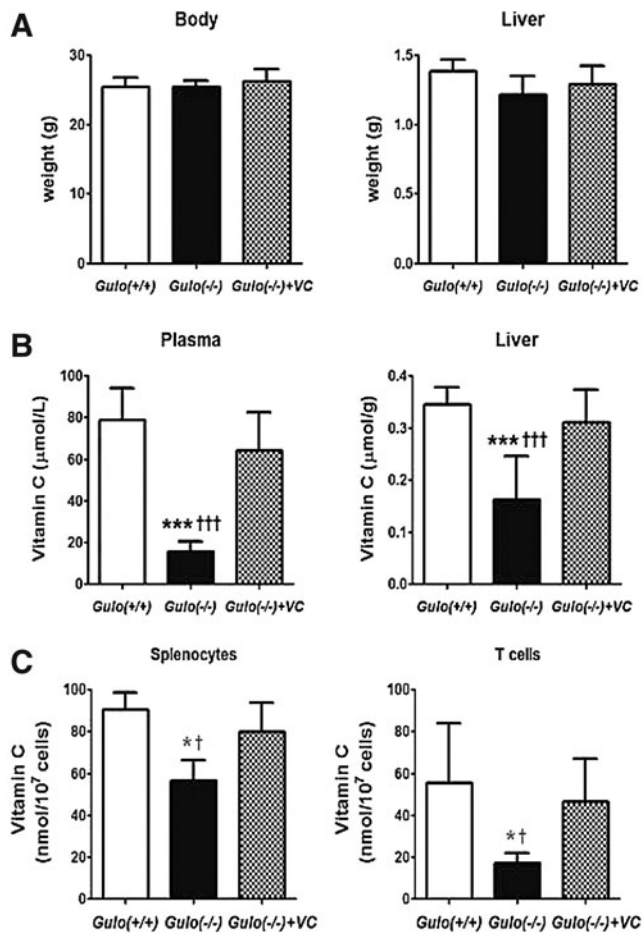 A
Body
Liver
weight (g)
30
20
10
0
Gulo(+/+) Gulo(-/-) Gulo(-/-)+VC
weight (g)
1.5
1.0
0.5
0.0
Gulo(+/+) Gulo(-/-) Gulo(-/-)+VC
B
Plasma
Liver
Vitamin C (μmol/L)
100
80
60
40
20
0
***†††
Gulo(+/+) Gulo(-/-) Gulo(-/-)+VC
Vitamin C (μmol/g)
0.4
0.3
0.2
0.1
0.0
***†††
Gulo(+/+) Gulo(-/-) Gulo(-/-)+VC
C
Splenocytes
T cells
Vitamin C
(nmol/10⁷ cells)
100
80
60
40
20
0
*†
Gulo(+/+) Gulo(-/-) Gulo(-/-)+VC
Vitamin C
(nmol/10⁷ cells)
100
80
60
40
20
0
*†
Gulo(+/+) Gulo(-/-) Gulo(-/-)+VC